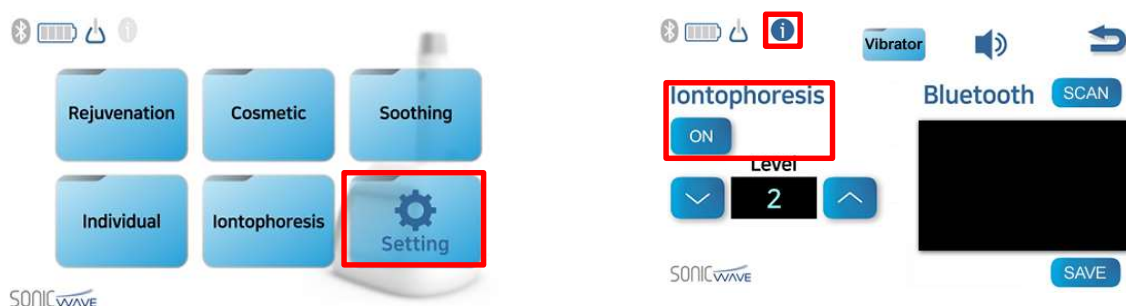 Rejuvenation
Cosmetic
Soothing
Individual
Iontophoresis
Setting
SONIC WAVE
i
Vibrator
Iontophoresis
Bluetooth
SCAN
ON
Level
2
SONIC WAVE
SAVE